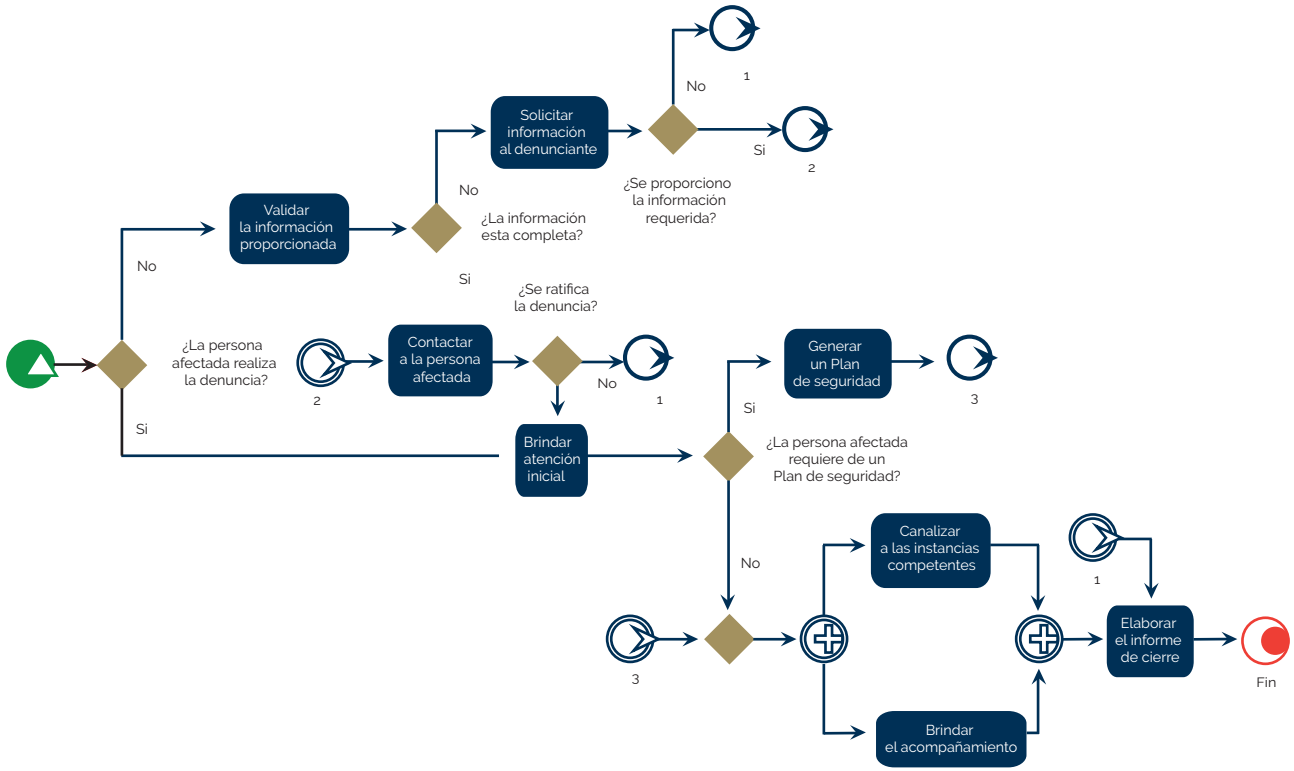 1
No
Solicitar
información
al denunciante
Si
2
¿Se proporciono
la información
requerida?
No
Validar
la información
proporcionada
¿La información
esta completa?
No
Si
¿Se ratifica
la denuncia?
¿La persona
afectada realiza
la denuncia?
Si
2
Contactar
a la persona
afectada
No
1
Generar
un Plan
de seguridad
3
Si
Brindar
atención
inicial
¿La persona afectada
requiere de un
Plan de seguridad?
No
Canalizar
a las instancias
competentes
1
3
Elaborar
el informe
de cierre
Fin
Brindar
el acompañamiento